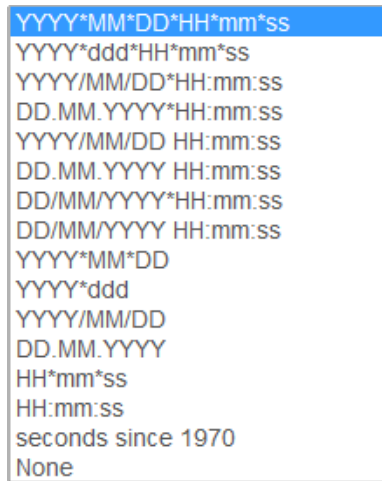 YYYY*MM*DD*HH*mm*ss
YYYY*ddd*HH*mm*ss
YYYY/MM/DD*HH:mm:ss
DD.MM.YYYY*HH:mm:ss
YYYY/MM/DD HH:mm:ss
DD.MM.YYYY HH:mm:ss
DD/MM/YYYY*HH:mm:ss
DD/MM/YYYY HH:mm:ss
YYYY*MM*DD
YYYY*ddd
YYYY/MM/DD
DD.MM.YYYY
HH*mm*ss
HH:mm:ss
seconds since 1970
None